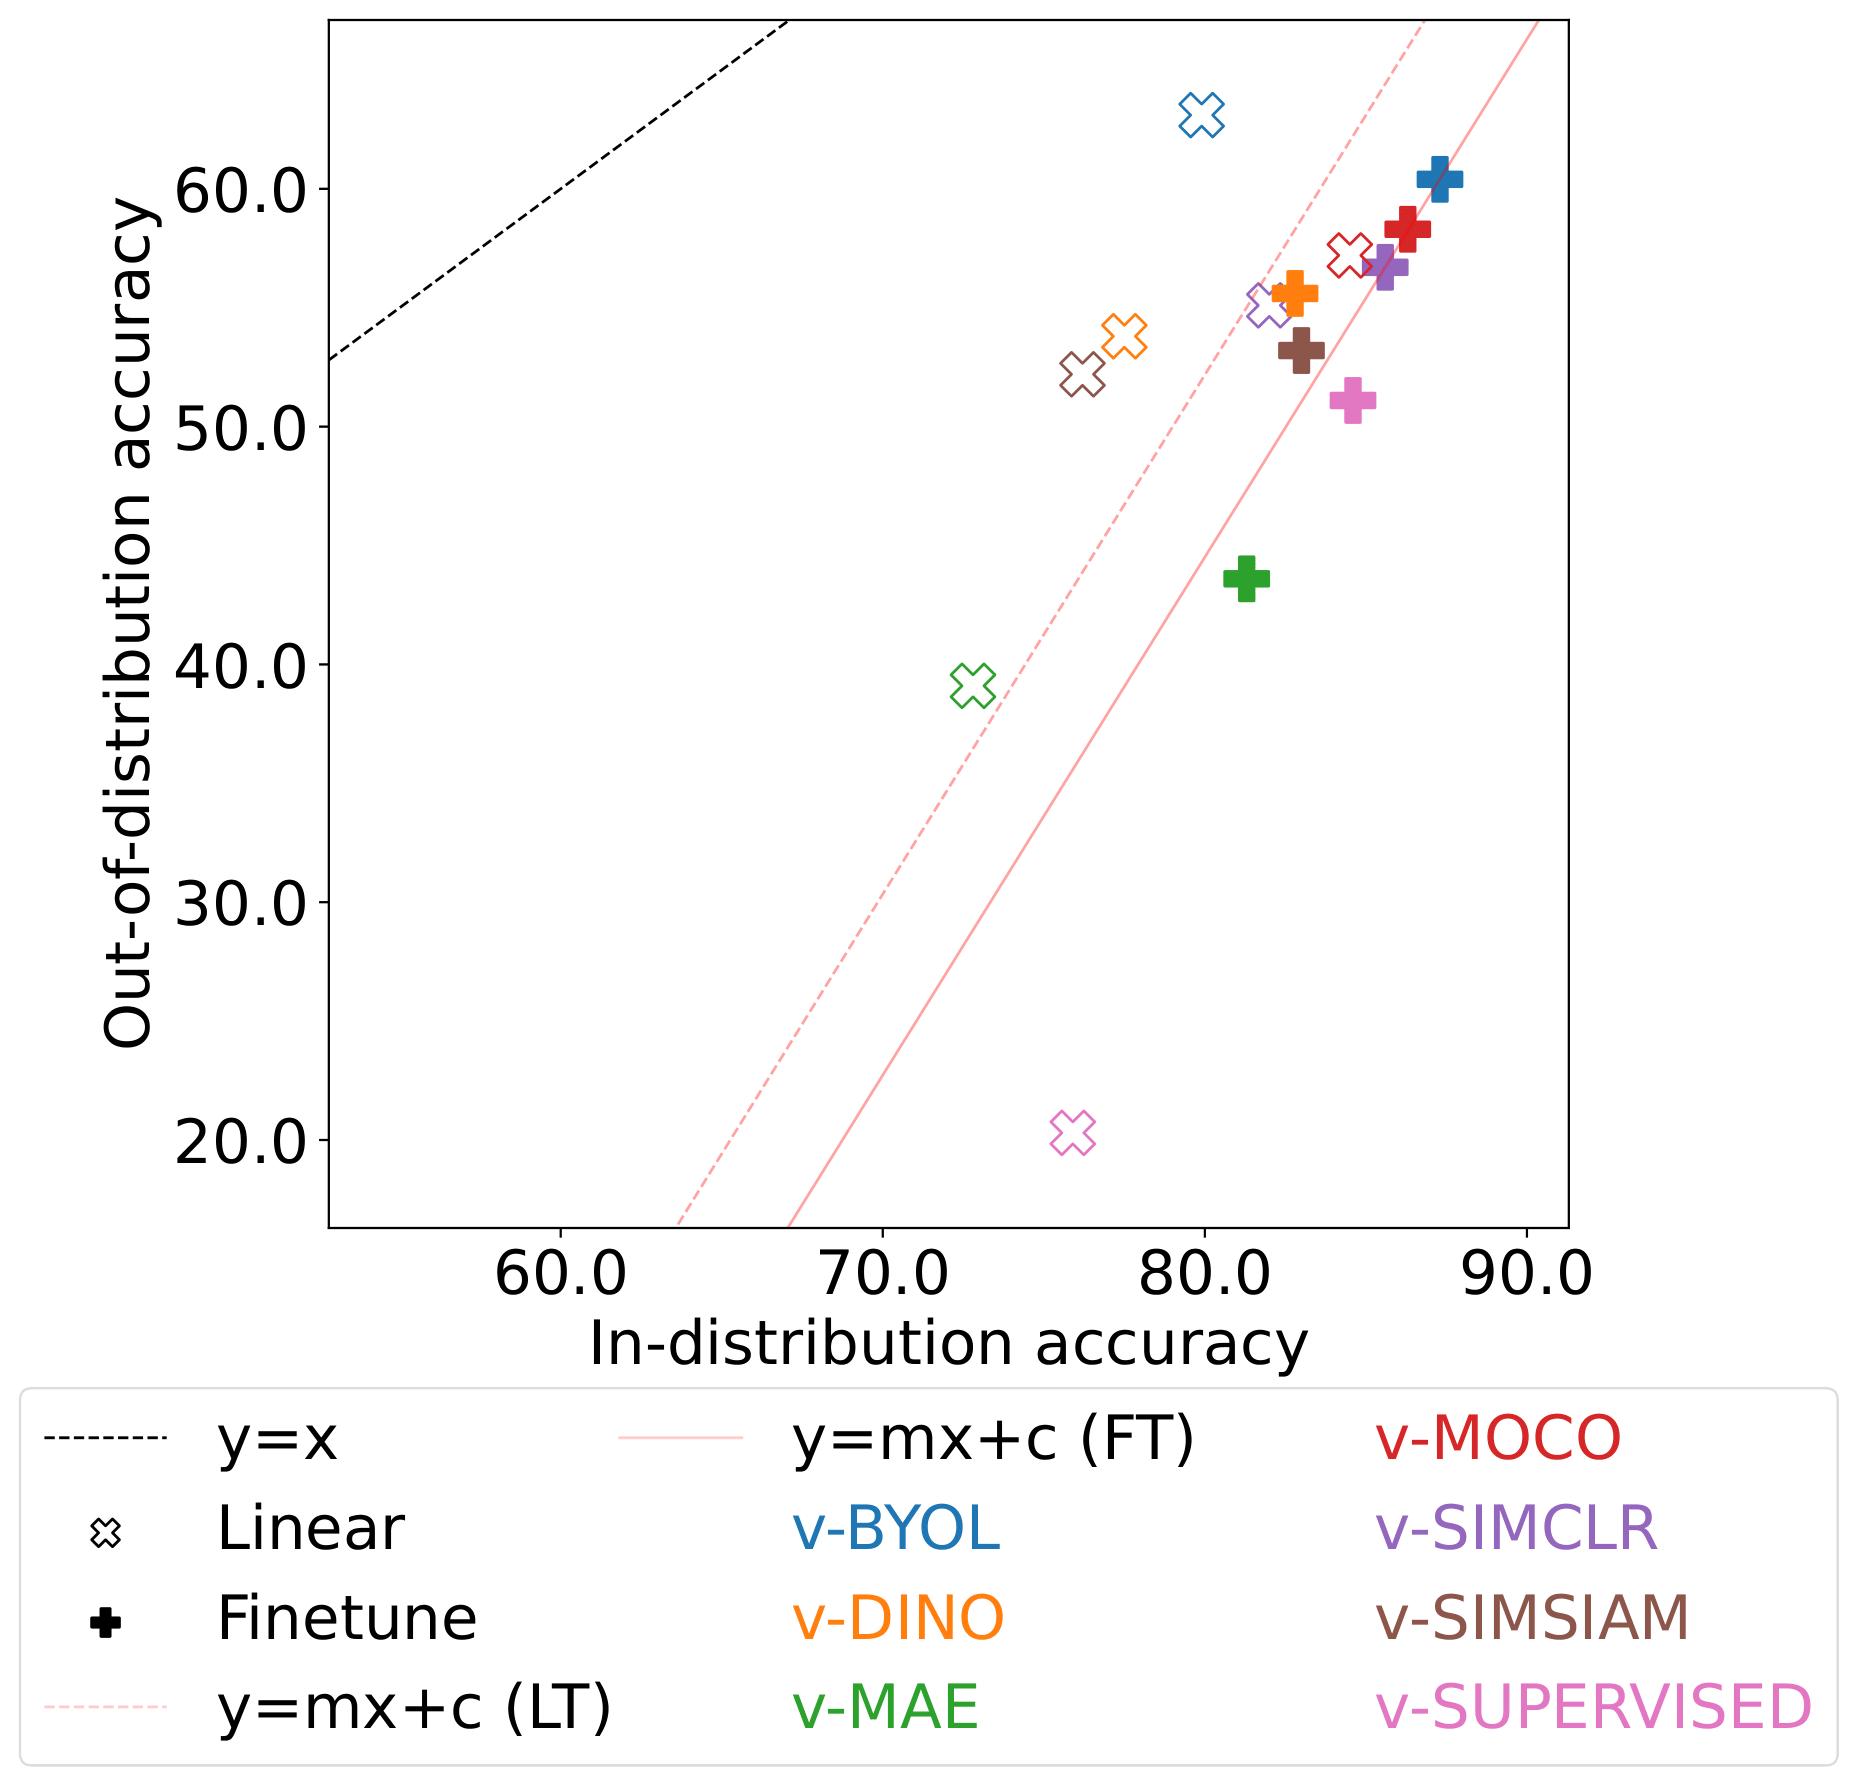 60.0
50.0
40.0
30.0
20.0
Out-of-distribution accuracy
60.0 70.0 80.0 90.0
In-distribution accuracy
y=x
Linear
Finetune
y=mx+c (LT)
y=mx+c (FT)
v-BYOL
v-DINO
v-MAE
v-MOCO
v-SIMCLR
v-SIMSIAM
v-SUPERVISED